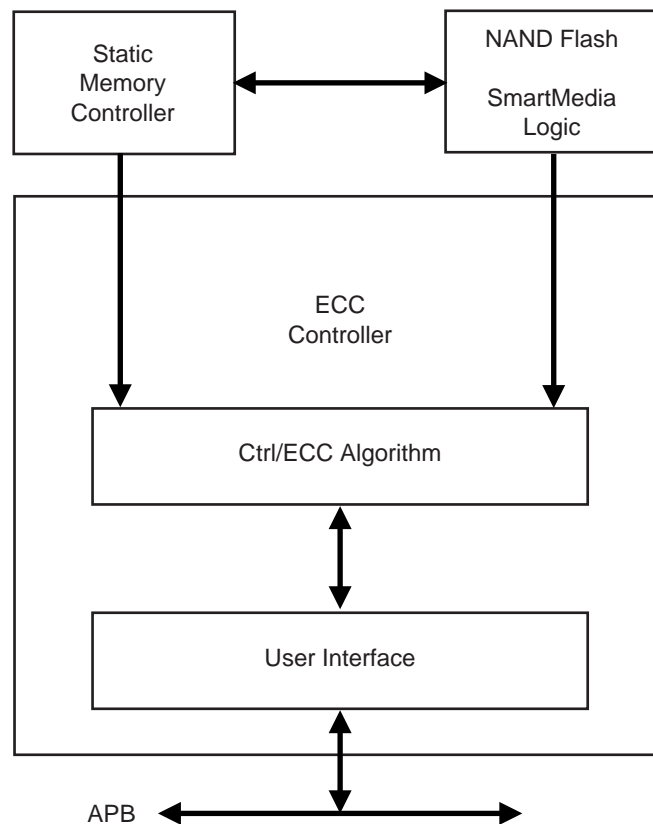 Static
Memory
Controller
NAND Flash
SmartMedia
Logic
ECC
Controller
Ctrl/ECC Algorithm
User Interface
APB